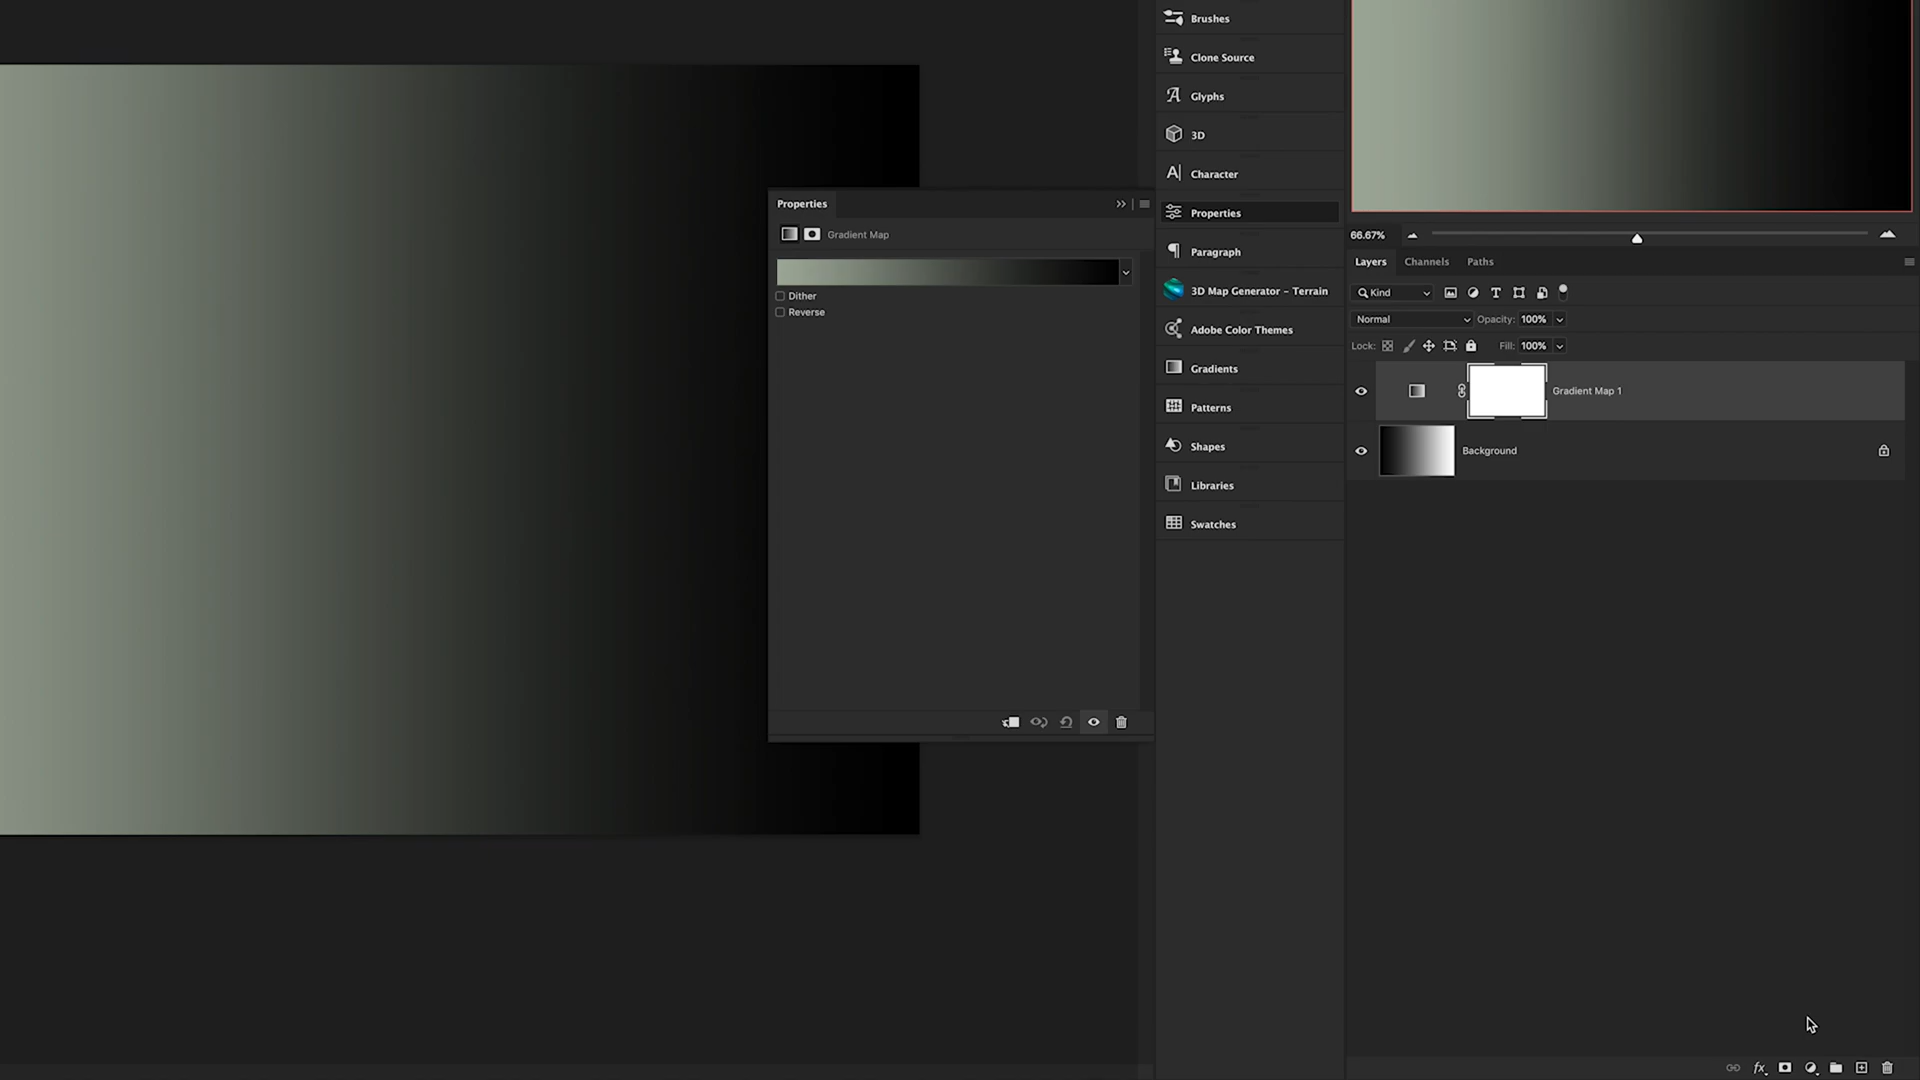 Brushes
Clone Source
Glyphs
3D
Character
Properties
Paragraph
3D Map Generator – Terrain
Adobe Color Themes
Gradients
Patterns
Shapes
Libraries
Swatches
Properties
Gradient Map
Dither
Reverse
66.67%
Layers Channels Paths
Kind
Normal Opacity: 100%
Lock: Fill: 100%
Gradient Map 1
Background
fx